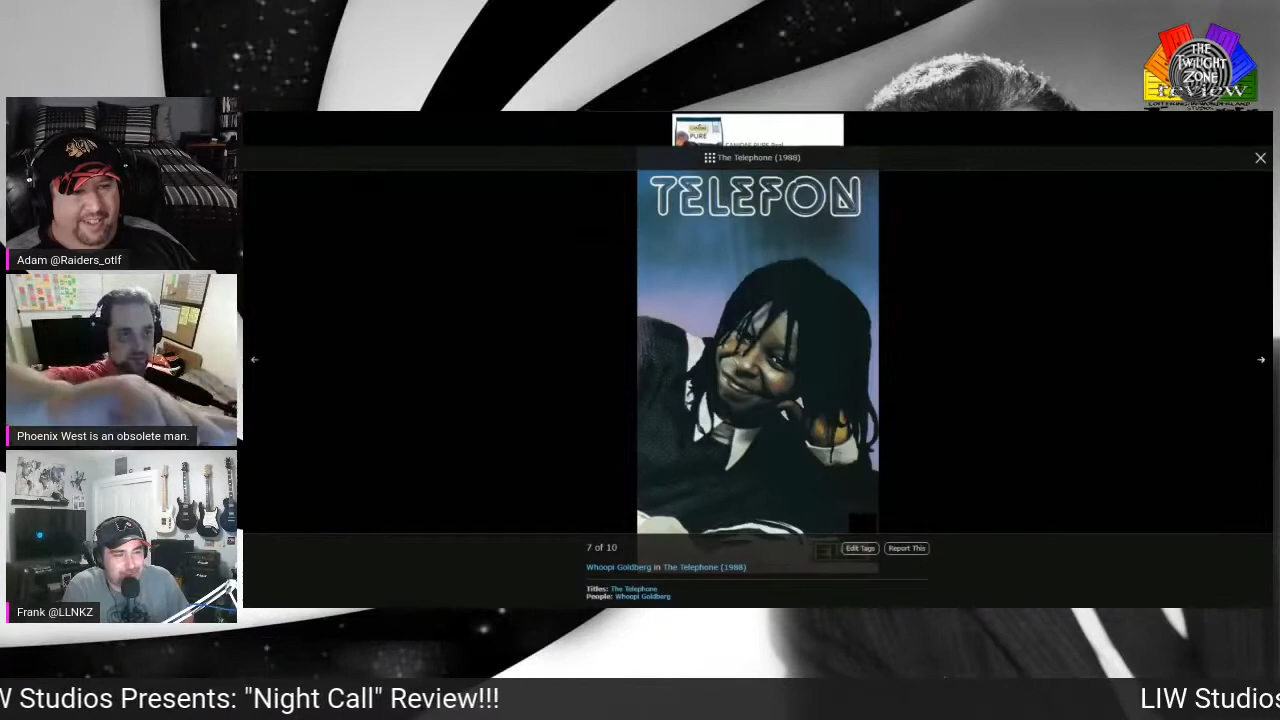 THE
TWILIGHT
ZONE
REVIEW
PURE
The Telephone (1988)
TELEFON
Adam @Raiders_otlf
Phoenix West is an obsolete man.
7 of 10
Edit Tags
Report This
Whoopi Goldberg in The Telephone (1988)
Titles: The Telephone
People: Whoopi Goldberg
Frank @LLNKZ
W Studios Presents: "Night Call" Review!!!
LIW Studios